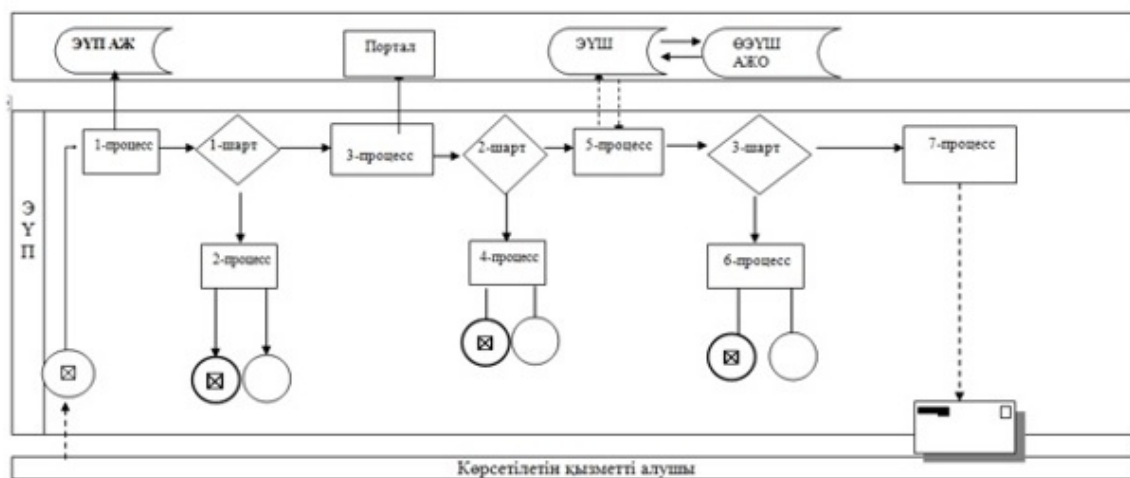 ЭҮП АЖ
Портал
ЭҮШ
ӨЭҮШ
АЖО
1-процесс
1-шарт
3-процесс
2-шарт
5-процесс
3-шарт
7-процесс
Э
Ү
П
2-процесс
4-процесс
6-процесс
Көрсетілетін қызметті алушы